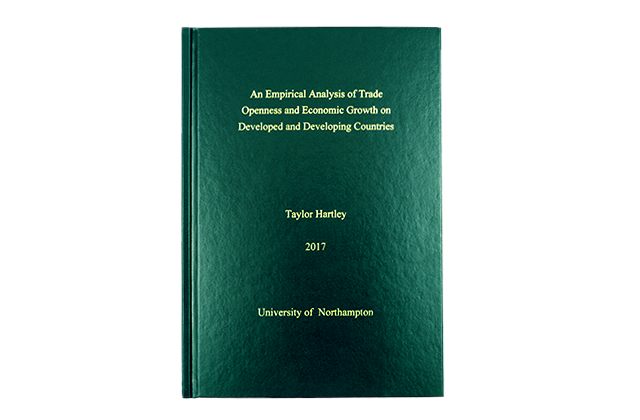 An Empirical Analysis of Trade
Openness and Economic Growth on
Developed and Developing Countries
Taylor Hartley
2017
University of Northampton